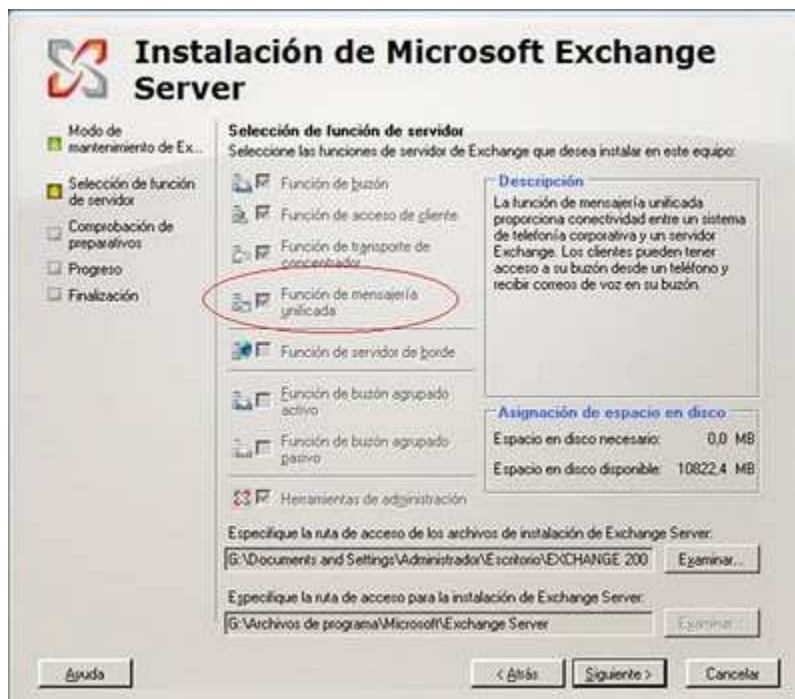 Instalación de Microsoft Exchange
Server
Modo de
mantenimiento de Ex...
Selección de función
de servidor
Comprobación de
preparativos
Progreso
Finalización
Selección de función de servidor
Seleccione las funciones de servidor de Exchange que desea instalar en este equipo:
Función de buzón
Función de acceso de cliente
Función de transporte de
concentrador
Función de mensajería
unificada
Función de servidor de borde
Función de buzón agrupado
activo
Función de buzón agrupado
pasivo
Herramientas de administración
Descripción
La función de mensajería unificada
proporciona conectividad entre un sistema
de telefonía corporativa y un servidor
Exchange. Los clientes pueden tener
acceso a su buzón desde un teléfono y
recibir correos de voz en su buzón.
Asignación de espacio en disco
Espacio en disco necesario: 0,0 MB
Espacio en disco disponible: 10822,4 MB
Especifique la ruta de acceso de los archivos de instalación de Exchange Server:
G:\Documents and Settings\Administrador\Escritorio\EXCHANGE 200
Examinar...
Especifique la ruta de acceso para la instalación de Exchange Server:
G:\Archivos de programa\Microsoft\Exchange Server
Examinar...
Ayuda
< Atrás
Siguiente >
Cancelar